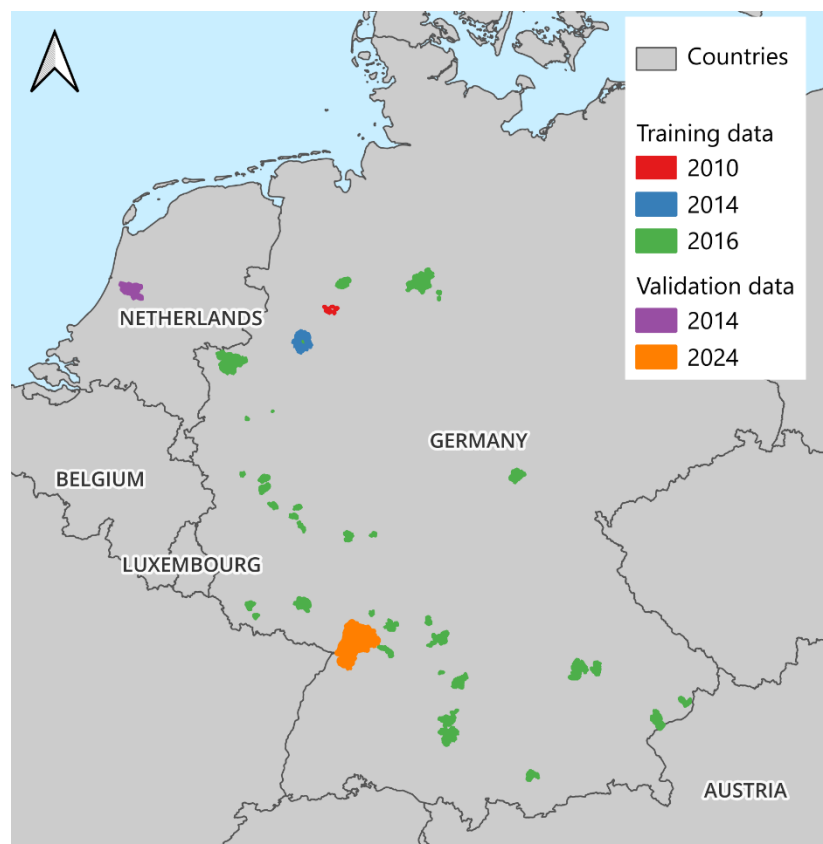 Countries
Training data
2010
2014
2016
Validation data
2014
2024
NETHERLANDS
GERMANY
BELGIUM
LUXEMBOURG
AUSTRIA